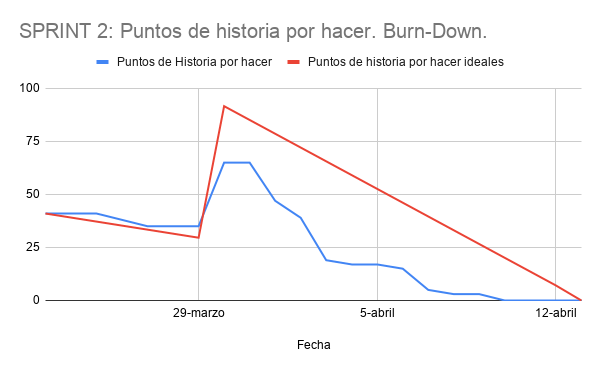 SPRINT 2: Puntos de historia por hacer. Burn-Down.
Puntos de Historia por hacer
Puntos de historia por hacer ideales
100
75
50
25
0
29-marzo
5-abril
12-abril
Fecha